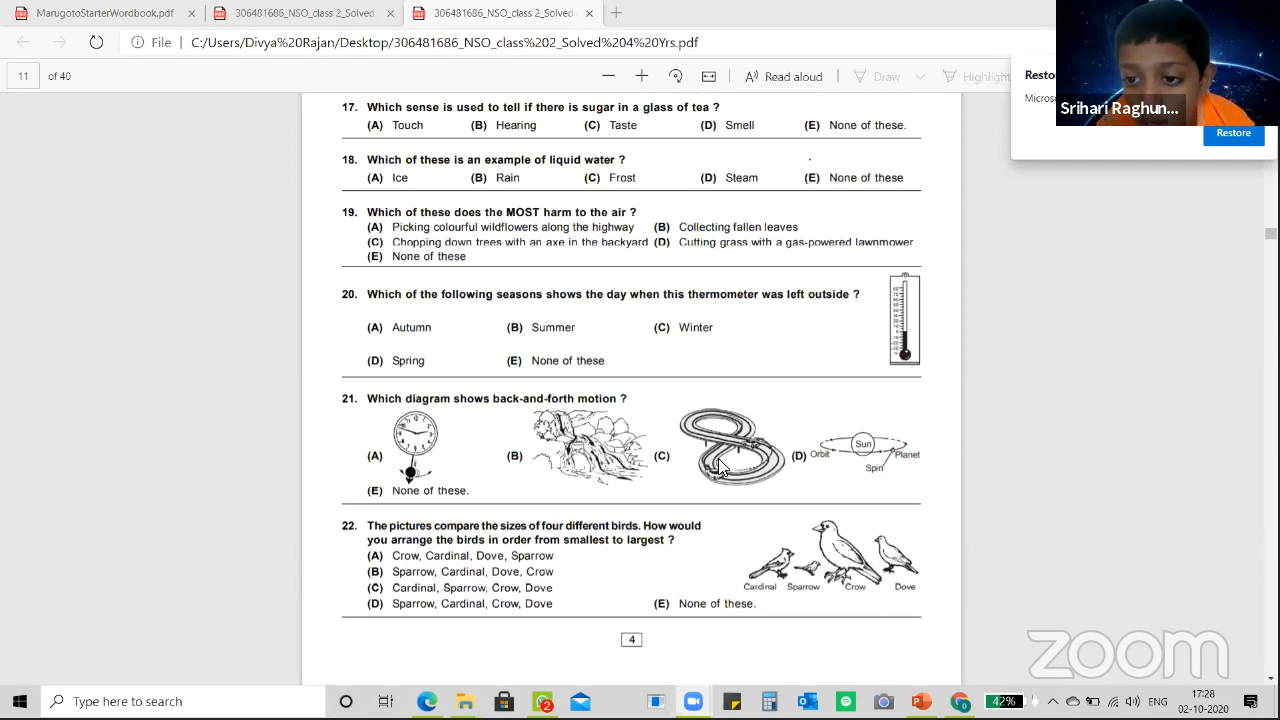 MarugotoStarterWordbook.pdf
306481686_NSO_class 2_Solved
306481686_NSO_class 2_Solved
File C:/Users/Divya%20Rajan/Desktop/306481686_NSO_class%202_Solved%204%20Yrs.pdf
11 of 40 Read aloud Draw Highlight
Srihari Raghun...
Restore
17. Which sense is used to tell if there is sugar in a glass of tea ?
(A) Touch (B) Hearing (C) Taste (D) Smell (E) None of these.
18. Which of these is an example of liquid water ?
(A) Ice (B) Rain (C) Frost (D) Steam (E) None of these
19. Which of these does the MOST harm to the air ?
(A) Picking colourful wildflowers along the highway (B) Collecting fallen leaves
(C) Chopping down trees with an axe in the backyard (D) Cutting grass with a gas-powered lawnmower
(E) None of these
20. Which of the following seasons shows the day when this thermometer was left outside ?
(A) Autumn (B) Summer (C) Winter
(D) Spring (E) None of these
21. Which diagram shows back-and-forth motion ?
(A) (B) (C) (D)
Sun
Orbit Planet
Spin
(E) None of these.
22. The pictures compare the sizes of four different birds. How would
you arrange the birds in order from smallest to largest ?
(A) Crow, Cardinal, Dove, Sparrow
(B) Sparrow, Cardinal, Dove, Crow
(C) Cardinal, Sparrow, Crow, Dove
(D) Sparrow, Cardinal, Crow, Dove (E) None of these.
Cardinal Sparrow Crow Dove
4
zoom
Type here to search
2
42%
ENG
17:28
02-10-2020